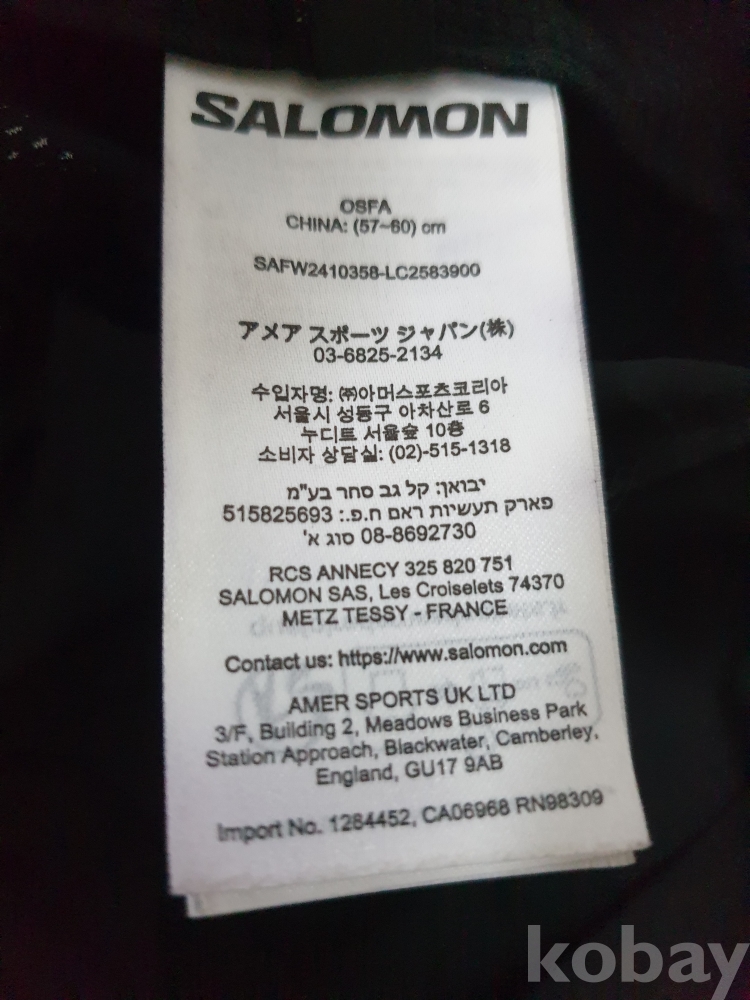 SALOMON
OSFA
CHINA: (57~60) cm
SAFW2410358-LC2583900
アメア スポーツ ジャパン(株)
03-6825-2134
수입자명: ㈜아머스포츠코리아
서울시 성동구 아차산로 6
누디트 서울숲 10층
소비자 상담실: (02)-515-1318
יבואן: קל גב סחר בע"מ
פארק תעשיות ראם ח.פ.: 515825693
08-8692730 סוג א'
RCS ANNECY 325 820 751
SALOMON SAS, Les Croiselets 74370
METZ TESSY - FRANCE
Contact us: https://www.salomon.com
AMER SPORTS UK LTD
3/F, Building 2, Meadows Business Park
Station Approach, Blackwater, Camberley,
England, GU17 9AB
Import No. 1284452, CA06968 RN98309
kobay